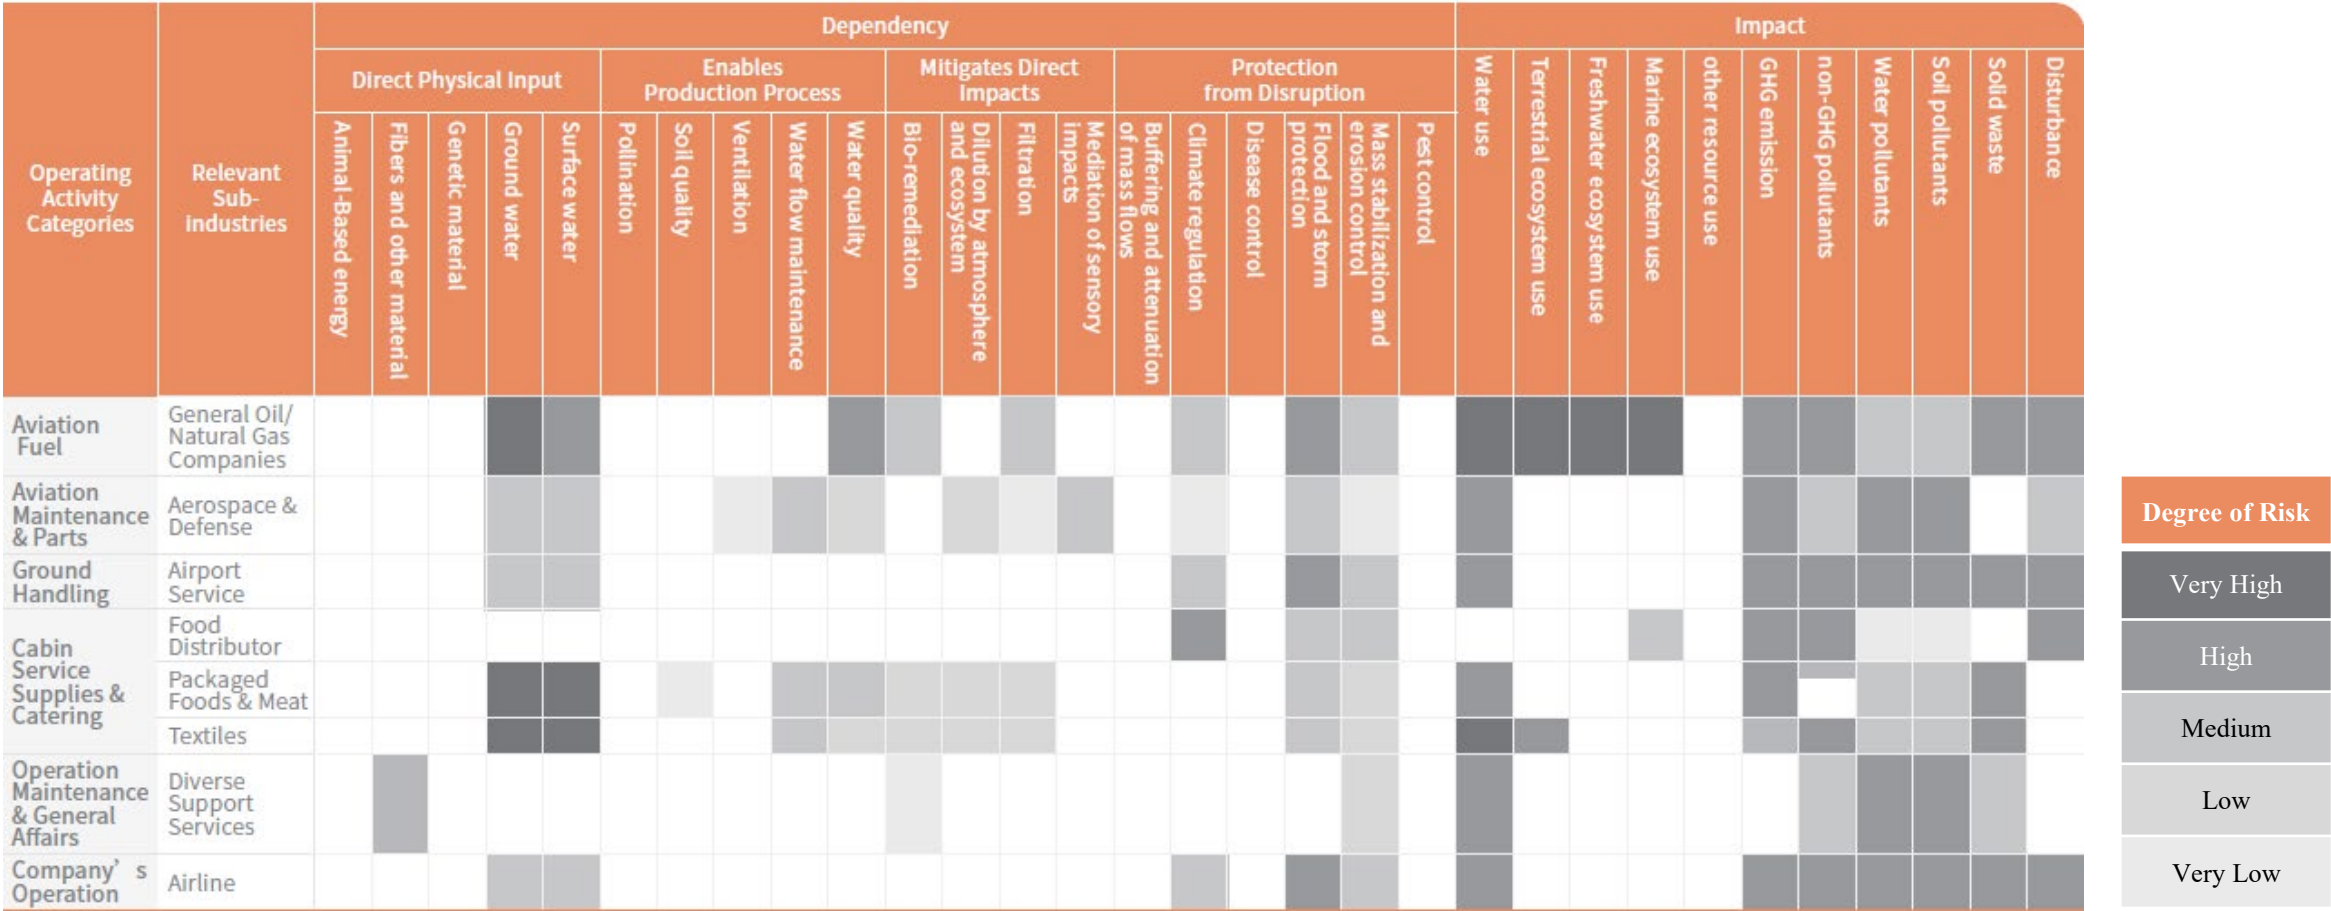 Dependency
Impact
Direct Physical Input
Enables
Production Process
Mitigates Direct
Impacts
Protection
from Disruption
Operating
Activity
Categories
Relevant
Sub-
industries
Animal-Based energy
Fibers and other material
Genetic material
Ground water
Surface water
Pollination
Soil quality
Ventilation
Water flow maintenance
Water quality
Bio-remediation
Dilution by atmosphere
and ecosystem
Filtration
Mediation of sensory
impacts
Buffering and attenuation
of mass flows
Climate regulation
Disease control
Flood and storm
protection
Mass stabilization and
erosion control
Pest control
Water use
Terrestrial ecosystem use
Freshwater ecosystem use
Marine ecosystem use
other resource use
GHG emission
non-GHG pollutants
Water pollutants
Soil pollutants
Solid waste
Disturbance
Aviation
Fuel
General Oil/
Natural Gas
Companies
Aviation
Maintenance
& Parts
Aerospace &
Defense
Ground
Handling
Airport
Service
Cabin
Service
Supplies &
Catering
Food
Distributor
Packaged
Foods & Meat
Textiles
Operation
Maintenance
& General
Affairs
Diverse
Support
Services
Company’ s
Operation
Airline
Degree of Risk
Very High
High
Medium
Low
Very Low